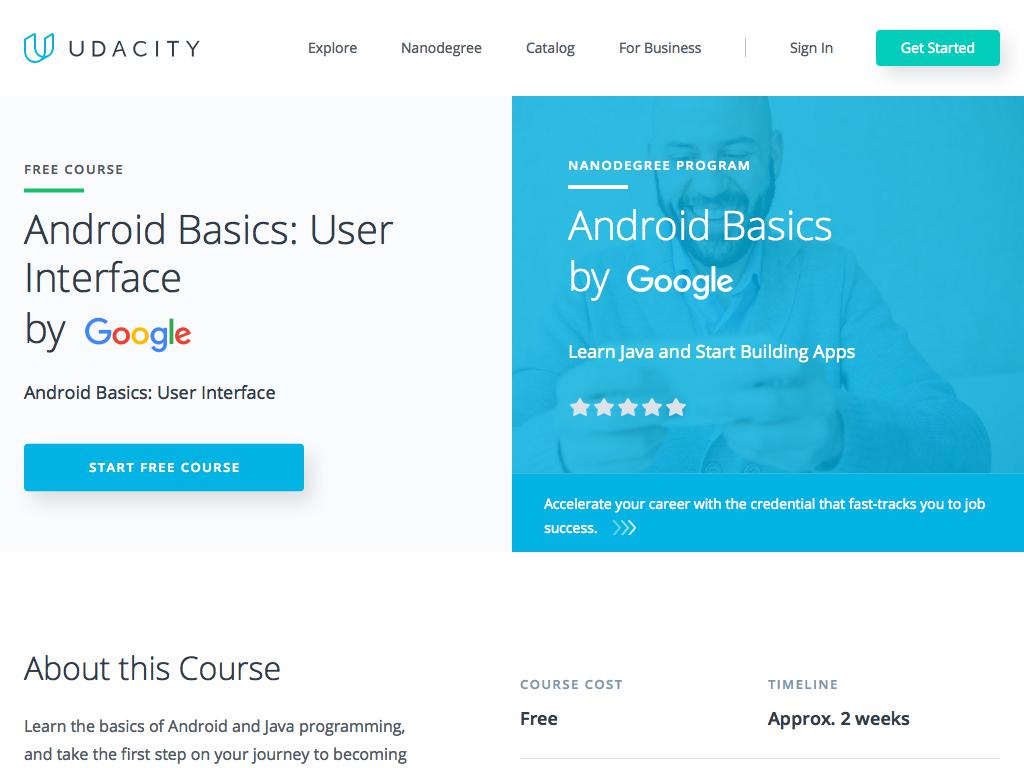 UDACITY
Explore
Nanodegree
Catalog
For Business
Sign In
Get Started
FREE COURSE
Android Basics: User
Interface
by Google
Android Basics: User Interface
START FREE COURSE
NANODEGREE PROGRAM
Android Basics
by Google
Learn Java and Start Building Apps
Accelerate your career with the credential that fast-tracks you to job
success.
About this Course
Learn the basics of Android and Java programming,
and take the first step on your journey to becoming
COURSE COST
Free
TIMELINE
Approx. 2 weeks